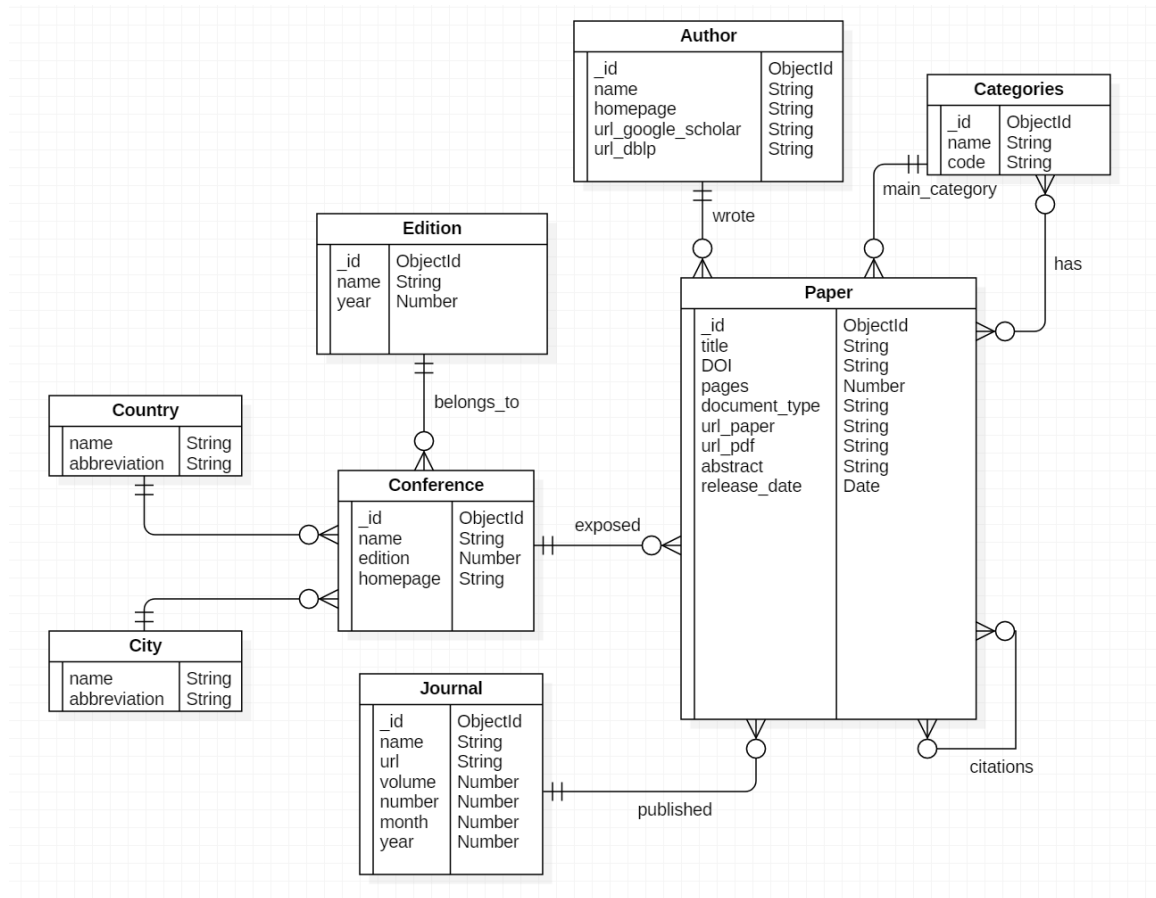 Author
_id ObjectId
name String
homepage String
url_google_scholar String
url_dblp String
Categories
_id ObjectId
name String
code String
main_category
wrote
has
Edition
_id ObjectId
name String
year Number
belongs_to
Paper
_id ObjectId
title String
DOI String
pages Number
document_type String
url_paper String
url_pdf String
abstract String
release_date Date
Country
name String
abbreviation String
Conference
_id ObjectId
name String
edition Number
homepage String
exposed
City
name String
abbreviation String
Journal
_id ObjectId
name String
url String
volume Number
number Number
month Number
year Number
published
citations